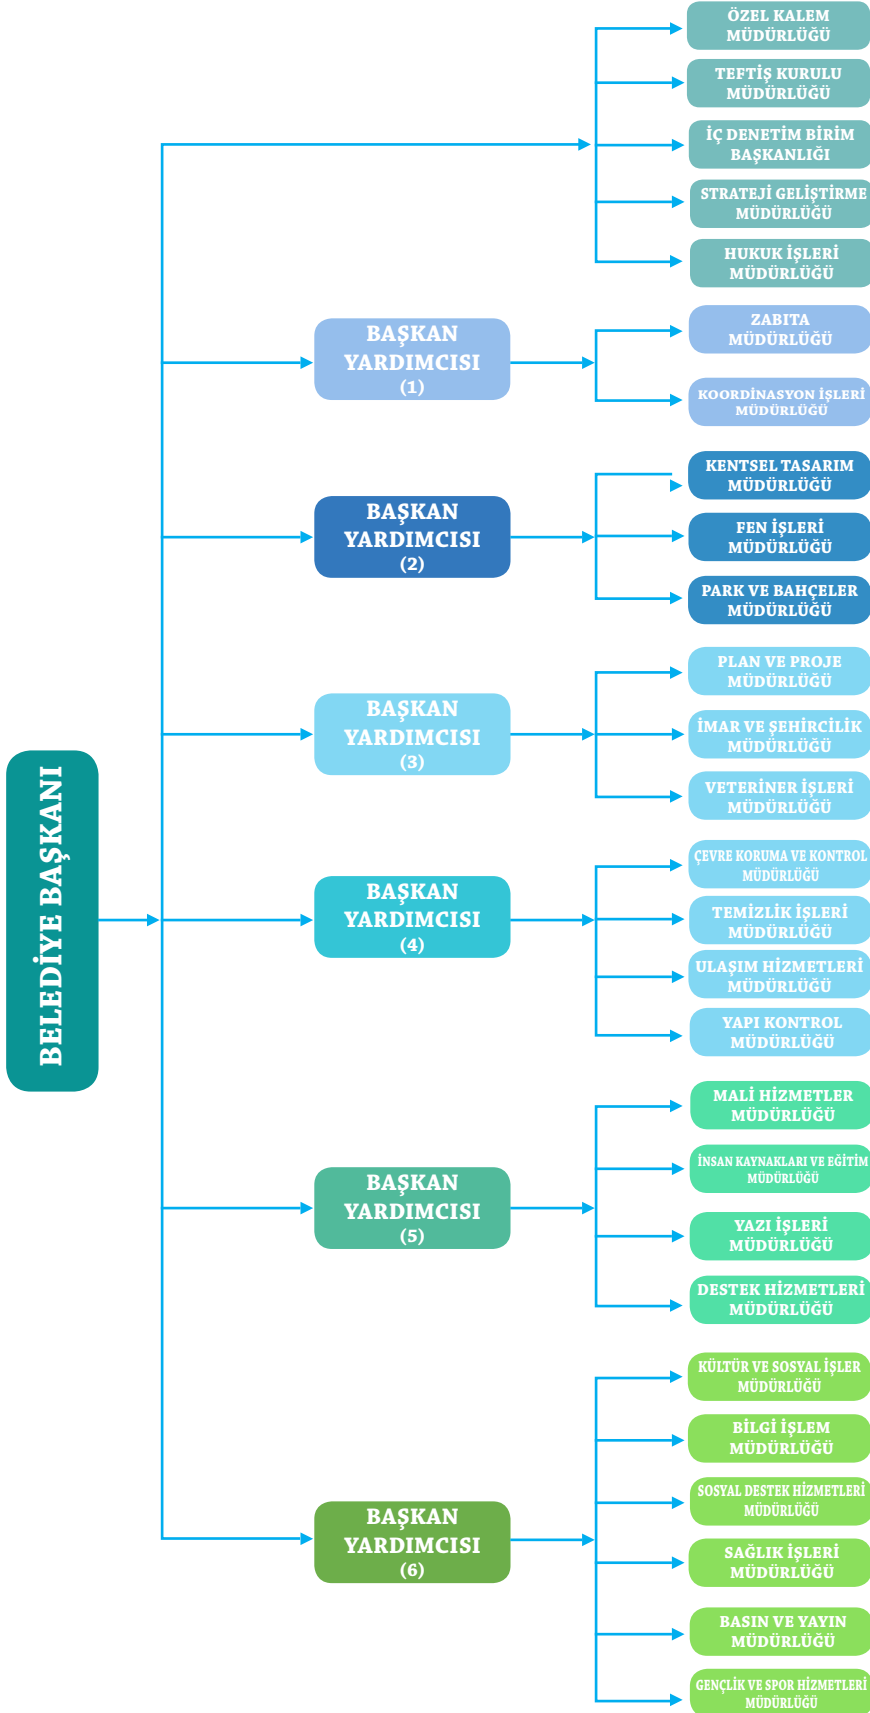 BELEDİYE BAŞKANI
ÖZEL KALEM
MÜDÜRLÜĞÜ
TEFTİŞ KURULU
MÜDÜRLÜĞÜ
İÇ DENETİM BİRİM
BAŞKANLIĞI
STRATEJİ GELİŞTİRME
MÜDÜRLÜĞÜ
HUKUK İŞLERİ
MÜDÜRLÜĞÜ
BAŞKAN
YARDIMCISI
(1)
ZABITA
MÜDÜRLÜĞÜ
KOORDİNASYON İŞLERİ
MÜDÜRLÜĞÜ
BAŞKAN
YARDIMCISI
(2)
KENTSEL TASARIM
MÜDÜRLÜĞÜ
FEN İŞLERİ
MÜDÜRLÜĞÜ
PARK VE BAHÇELER
MÜDÜRLÜĞÜ
BAŞKAN
YARDIMCISI
(3)
PLAN VE PROJE
MÜDÜRLÜĞÜ
İMAR VE ŞEHİRCİLİK
MÜDÜRLÜĞÜ
VETERİNER İŞLERİ
MÜDÜRLÜĞÜ
BAŞKAN
YARDIMCISI
(4)
ÇEVRE KORUMA VE KONTROL
MÜDÜRLÜĞÜ
TEMİZLİK İŞLERİ
MÜDÜRLÜĞÜ
ULAŞIM HİZMETLERİ
MÜDÜRLÜĞÜ
YAPI KONTROL
MÜDÜRLÜĞÜ
BAŞKAN
YARDIMCISI
(5)
MALİ HİZMETLER
MÜDÜRLÜĞÜ
İNSAN KAYNAKLARI VE EĞİTİM
MÜDÜRLÜĞÜ
YAZI İŞLERİ
MÜDÜRLÜĞÜ
DESTEK HİZMETLERİ
MÜDÜRLÜĞÜ
BAŞKAN
YARDIMCISI
(6)
KÜLTÜR VE SOSYAL İŞLER
MÜDÜRLÜĞÜ
BİLGİ İŞLEM
MÜDÜRLÜĞÜ
SOSYAL DESTEK HİZMETLERİ
MÜDÜRLÜĞÜ
SAĞLIK İŞLERİ
MÜDÜRLÜĞÜ
BASIN VE YAYIN
MÜDÜRLÜĞÜ
GENÇLİK VE SPOR HİZMETLERİ
MÜDÜRLÜĞÜ